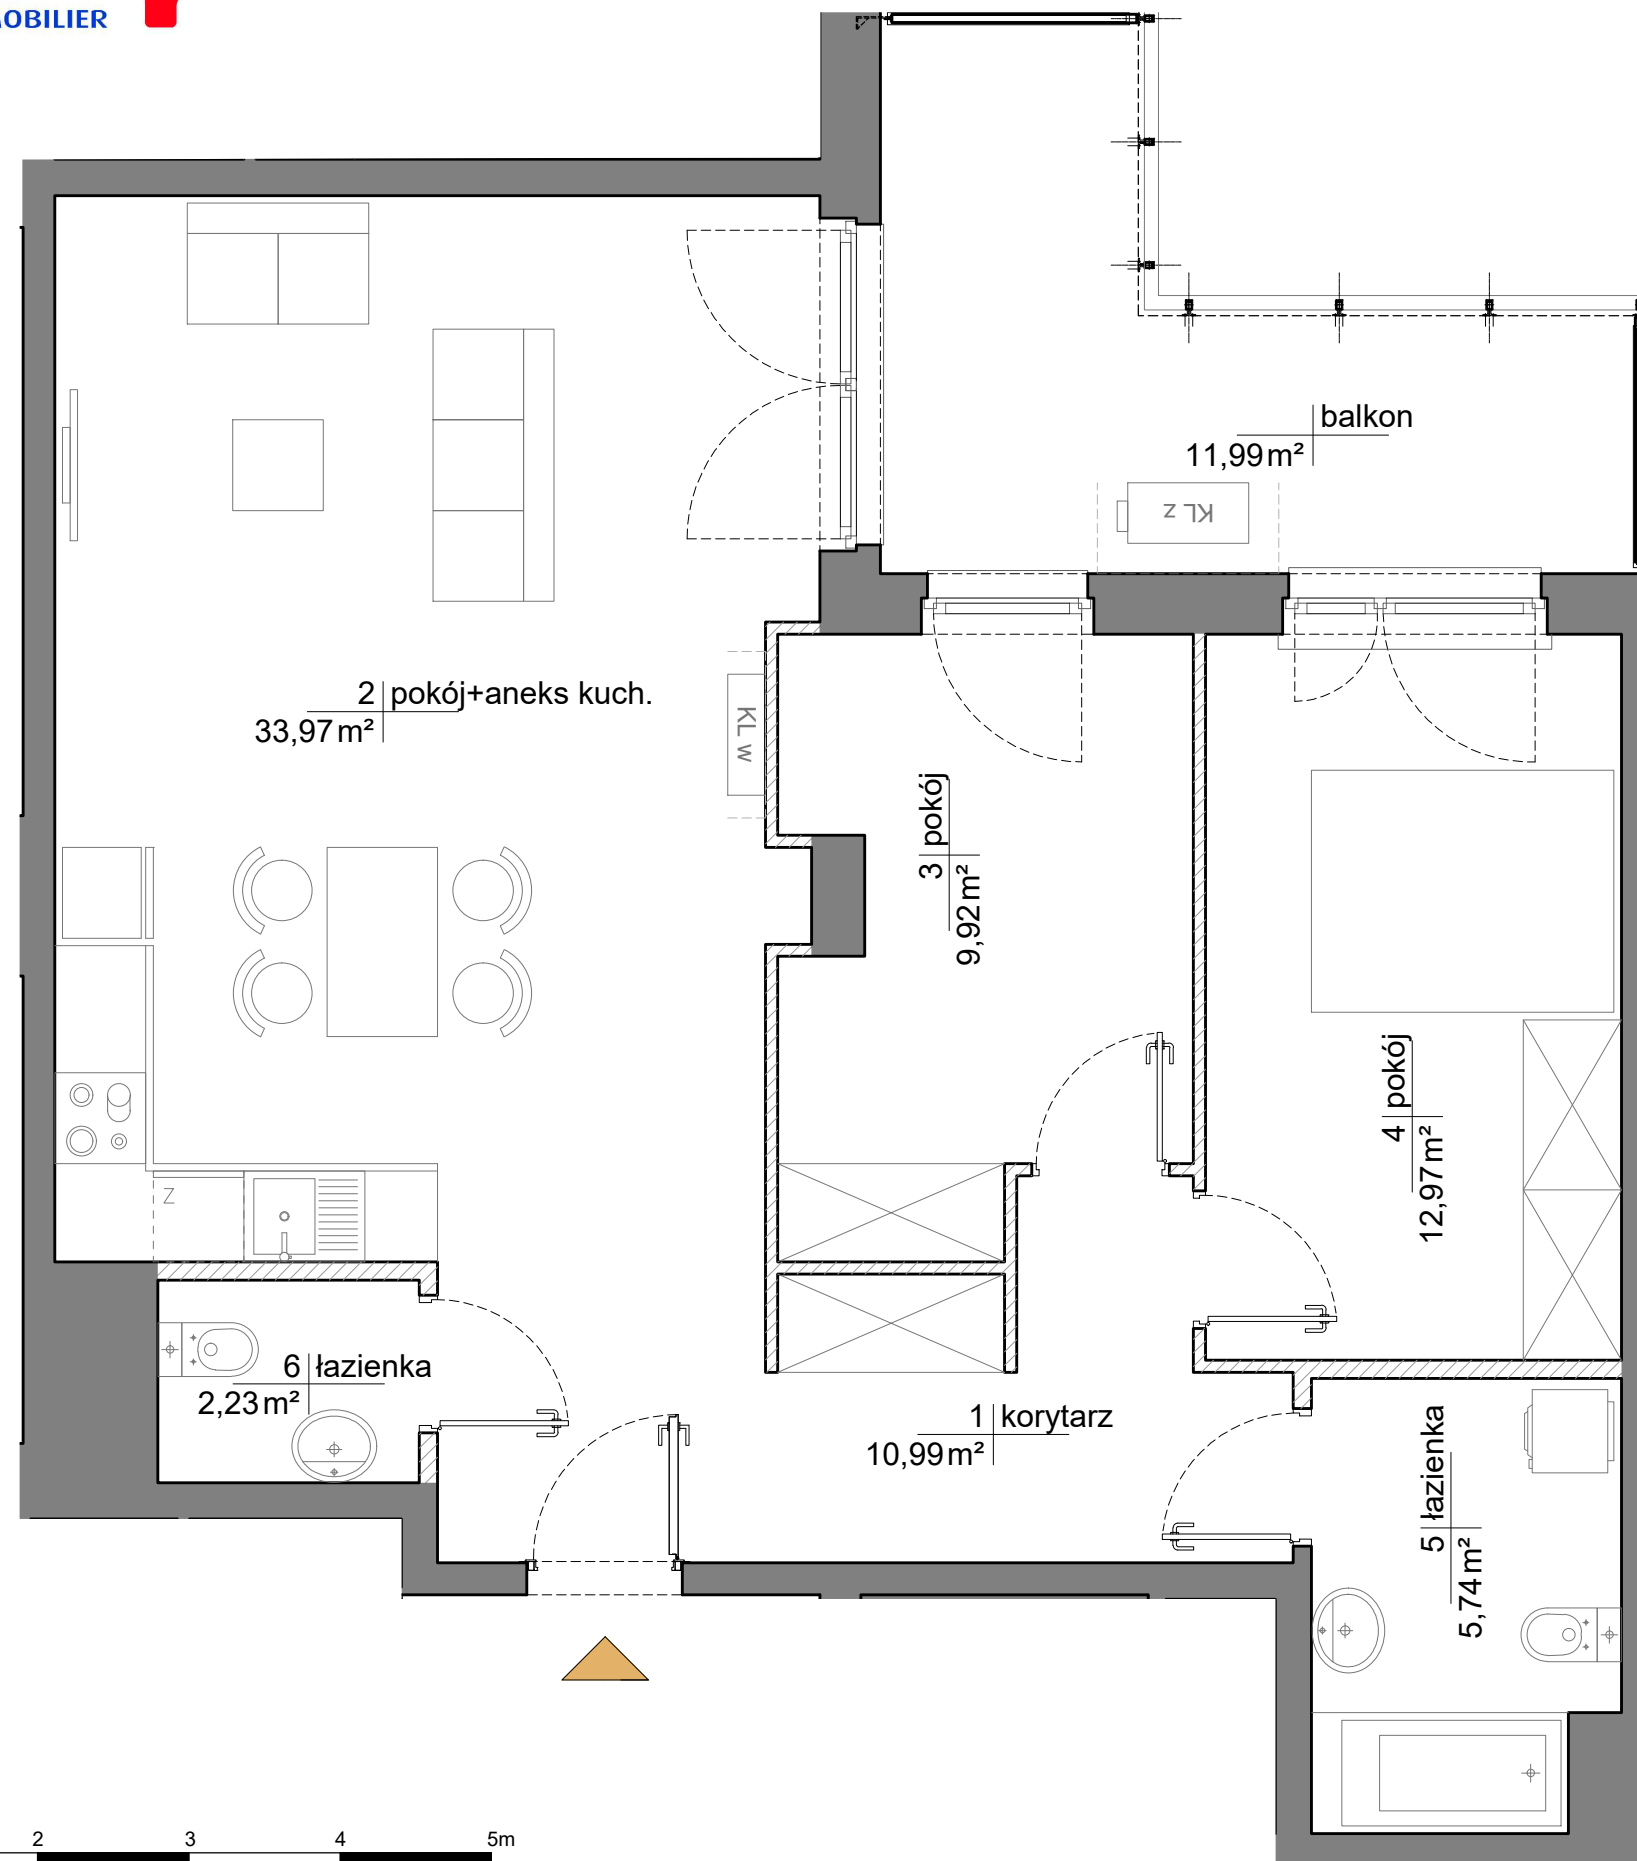 balkon
11,99 m²
KL z
2 pokój+aneks kuch.
33,97 m²
KL w
3 pokój
9,92 m²
4 pokój
12,97 m²
Z
6 łazienka
2,23 m²
1 korytarz
10,99 m²
5 łazienka
5,74 m²
2 3 4 5m